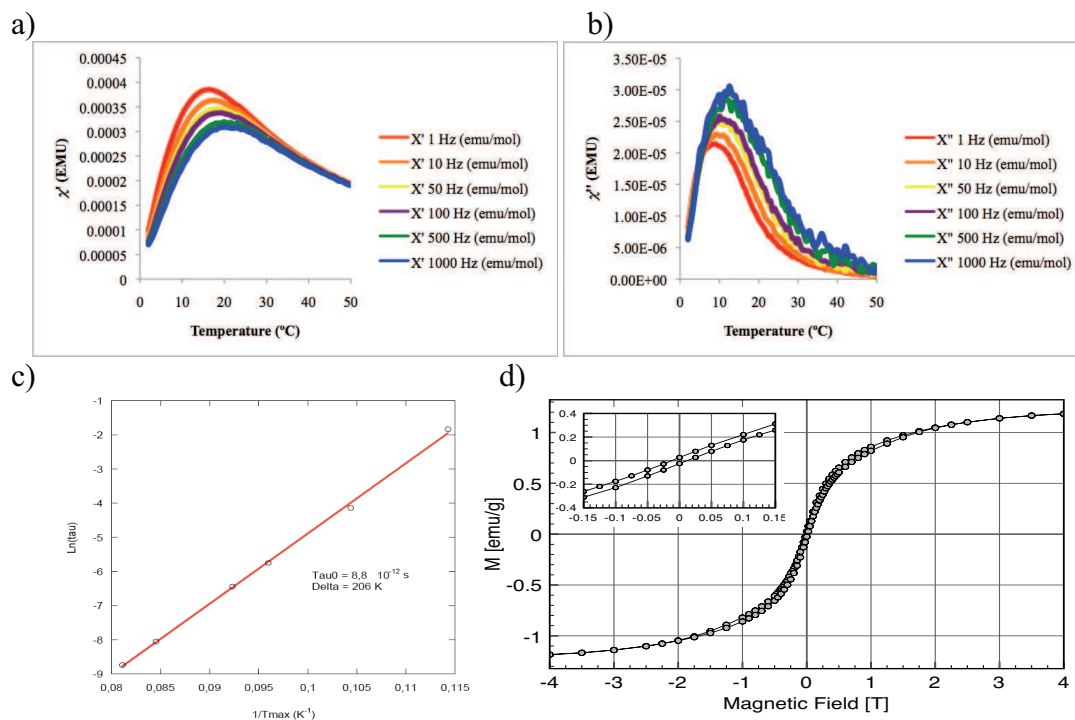 a)
0.00045
0.0004
0.00035
0.0003
0.00025
0.0002
0.00015
0.0001
0.00005
0
χ' (EMU)
0 10 20 30 40 50
Temperature (ºC)
X' 1 Hz (emu/mol)
X' 10 Hz (emu/mol)
X' 50 Hz (emu/mol)
X' 100 Hz (emu/mol)
X' 500 Hz (emu/mol)
X' 1000 Hz (emu/mol)
b)
3.50E-05
3.00E-05
2.50E-05
2.00E-05
1.50E-05
1.00E-05
5.00E-06
0.00E+00
χ'' (EMU)
0 10 20 30 40 50
Temperature (ºC)
X" 1 Hz (emu/mol)
X" 10 Hz (emu/mol)
X" 50 Hz (emu/mol)
X" 100 Hz (emu/mol)
X" 500 Hz (emu/mol)
X" 1000 Hz (emu/mol)
c)
-1
-2
-3
-4
-5
-6
-7
-8
-9
Ln(tau)
Tau0 = 8,8 10⁻¹² s
Delta = 206 K
0,08 0,085 0,09 0,095 0,1 0,105 0,11 0,115
1/Tmax (K⁻¹)
d)
1
0.5
0
-0.5
-1
M [emu/g]
0.4
0.2
0
-0.2
-0.4
-0.15 -0.1 -0.05 0 0.05 0.1 0.15
-4 -3 -2 -1 0 1 2 3 4
Magnetic Field [T]